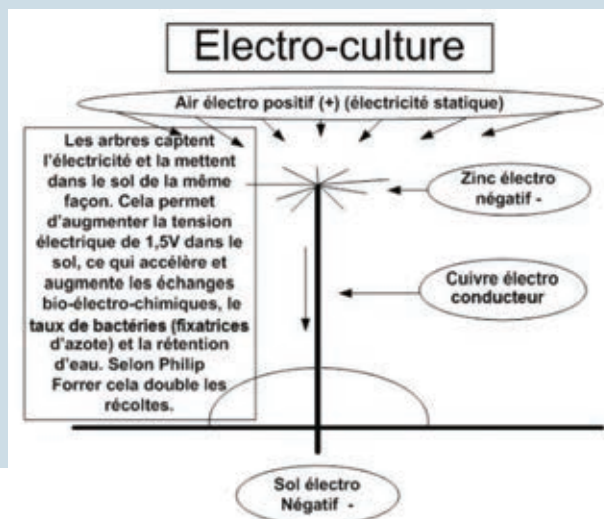 Electro-culture
Air électro positif (+) (électricité statique)
Les arbres captent
l'électricité et la mettent
dans le sol de la même
façon. Cela permet
d'augmenter la tension
électrique de 1,5V dans le
sol, ce qui accélère et
augmente les échanges
bio-électro-chimiques, le
taux de bactéries (fixatrices
d'azote) et la rétention
d'eau. Selon Philip
Forrer cela double les
récoltes.
Zinc électro
négatif -
Cuivre électro
conducteur
Sol électro
Négatif -